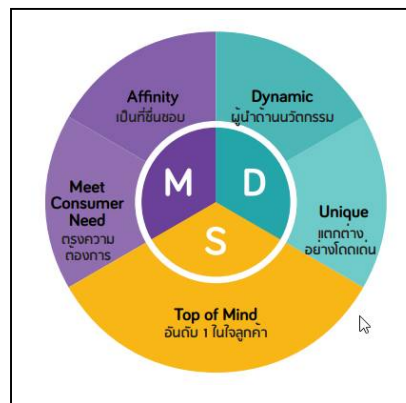 Affinity
เป็นที่ชื่นชอบ
Dynamic
ผู้นำด้านนวัตกรรม
Meet
Consumer
Need
ตรงความ
ต้องการ
M
D
S
Unique
แตกต่าง
อย่างโดดเด่น
Top of Mind
อันดับ 1 ในใจลูกค้า